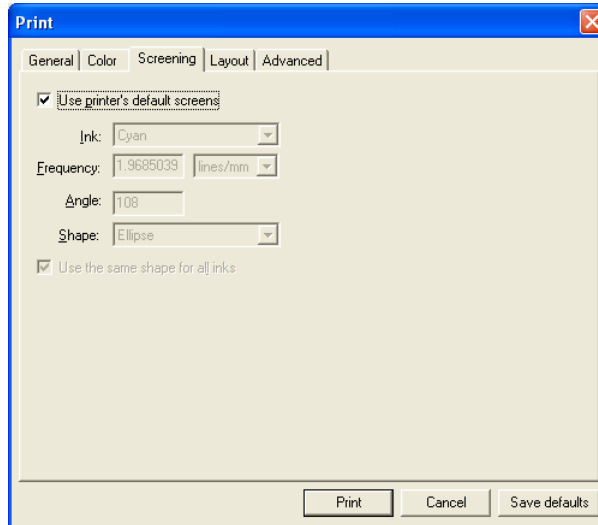 Print
General Color Screening Layout Advanced
Use printer's default screens
Ink: Cyan
Frequency: 1.9685039 lines/mm
Angle: 108
Shape: Ellipse
Use the same shape for all inks
Print Cancel Save defaults